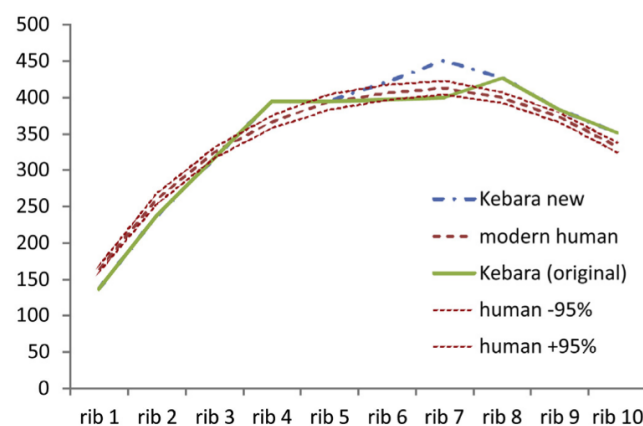 500
450
400
350
300
250
200
150
100
50
0
Kebara new
modern human
Kebara (original)
human -95%
human +95%
rib 1 rib 2 rib 3 rib 4 rib 5 rib 6 rib 7 rib 8 rib 9 rib 10